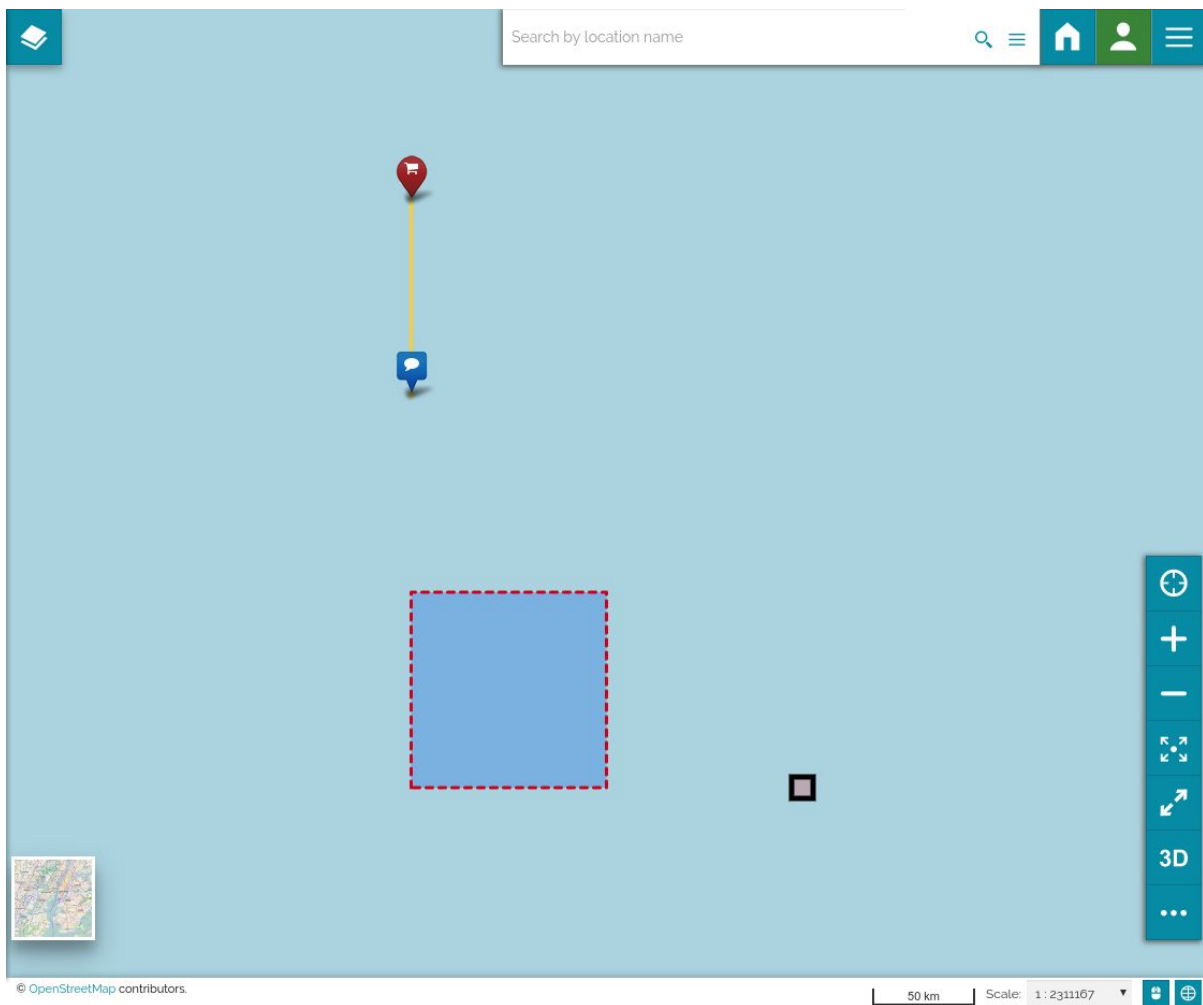 Search by location name
3D
© OpenStreetMap contributors.
50 km
Scale: 1 : 2311167